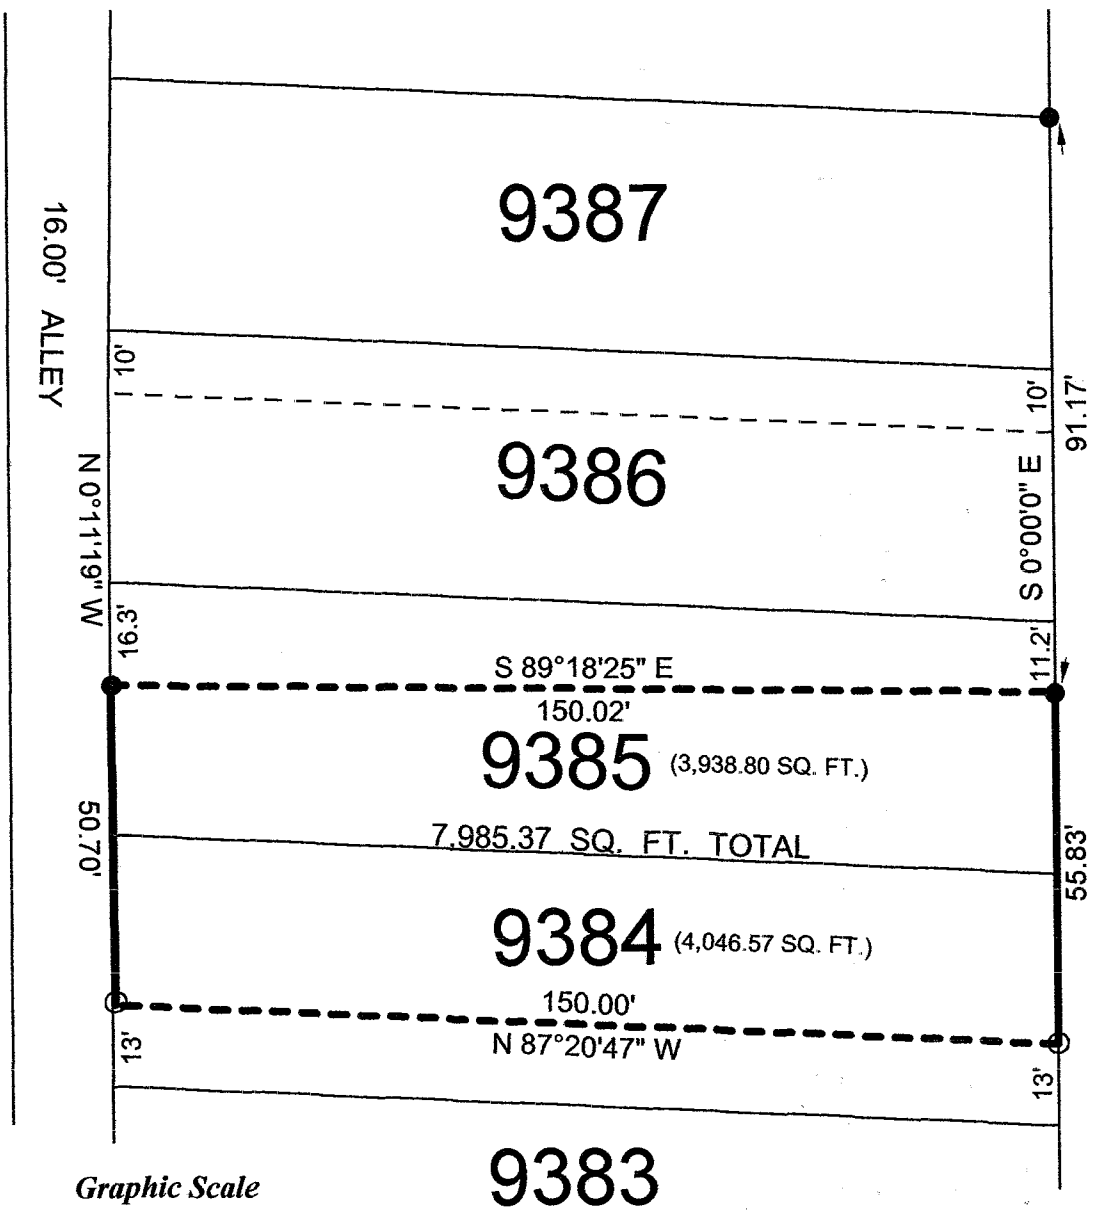 9387
16.00' ALLEY
10'
10'
91.17'
9386
N 0°11'19" W
S 0°00'0" E
16.3'
11.2'
S 89°18'25" E
150.02'
9385 (3,938.80 SQ. FT.)
50.70'
7,985.37 SQ. FT. TOTAL
55.83'
9384 (4,046.57 SQ. FT.)
150.00'
N 87°20'47" W
13'
13'
9383
Graphic Scale